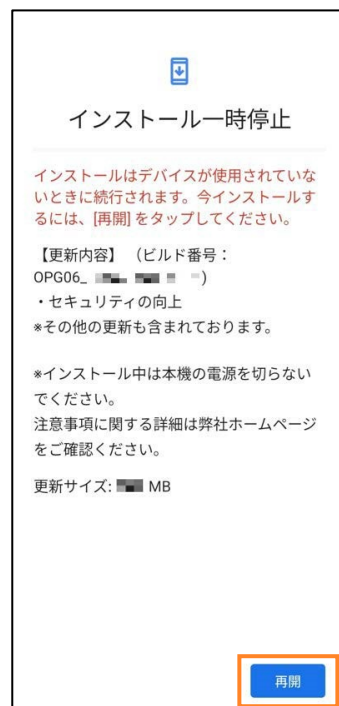 インストール一時停止
インストールはデバイスが使用されていな
いときに続行されます。今インストールす
るには、[再開] をタップしてください。
【更新内容】（ビルド番号：
OPG06_ )
・セキュリティの向上
※その他の更新も含まれております。
※インストール中は本機の電源を切らない
でください。
注意事項に関する詳細は弊社ホームページ
をご確認ください。
更新サイズ: MB
再開